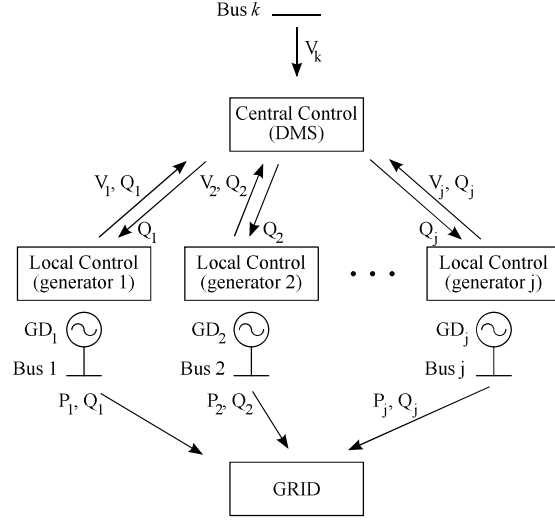 Bus k
V_k
Central Control
(DMS)
V_1, Q_1
V_2, Q_2
V_j, Q_j
Q_1
Q_2
Q_j
Local Control
(generator 1)
Local Control
(generator 2)
• • •
Local Control
(generator j)
GD_1
GD_2
GD_j
Bus 1
Bus 2
Bus j
P_1, Q_1
P_2, Q_2
P_j, Q_j
GRID